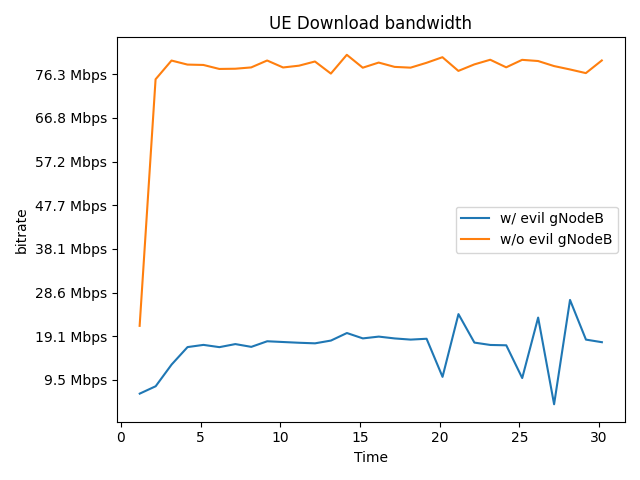 UE Download bandwidth
bitrate
76.3 Mbps
66.8 Mbps
57.2 Mbps
47.7 Mbps
38.1 Mbps
28.6 Mbps
19.1 Mbps
9.5 Mbps
w/ evil gNodeB
w/o evil gNodeB
0 5 10 15 20 25 30
Time